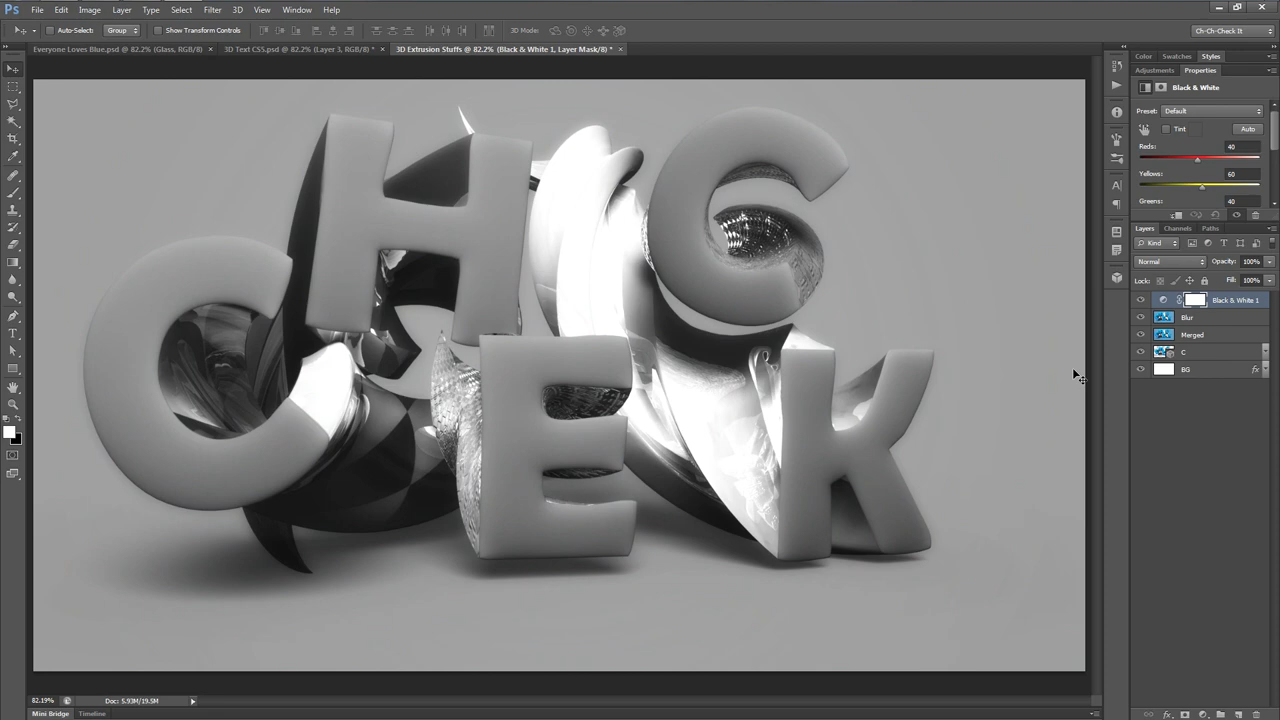 Ps File Edit Image Layer Type Select Filter 3D View Window Help
Auto-Select: Group Show Transform Controls 3D Mode: Ch-Ch-Check It
Everyone Loves Blue.psd @ 82.2% (Glass, RGB/8) × 3D Text CS5.psd @ 82.2% (Layer 3, RGB/8) * × 3D Extrusion Stuffs @ 82.2% (Black & White 1, Layer Mask/8) * ×
Color Swatches Styles
Adjustments Properties
Black & White
Preset: Default
Tint Auto
Reds: 40
Yellows: 60
Greens: 40
Layers Channels Paths
Kind
Normal Opacity: 100%
Lock: Fill: 100%
Black & White 1
Blur
Merged
C
BG fx
CHECK
82.19% Doc: 5.93M/19.5M
Mini Bridge Timeline